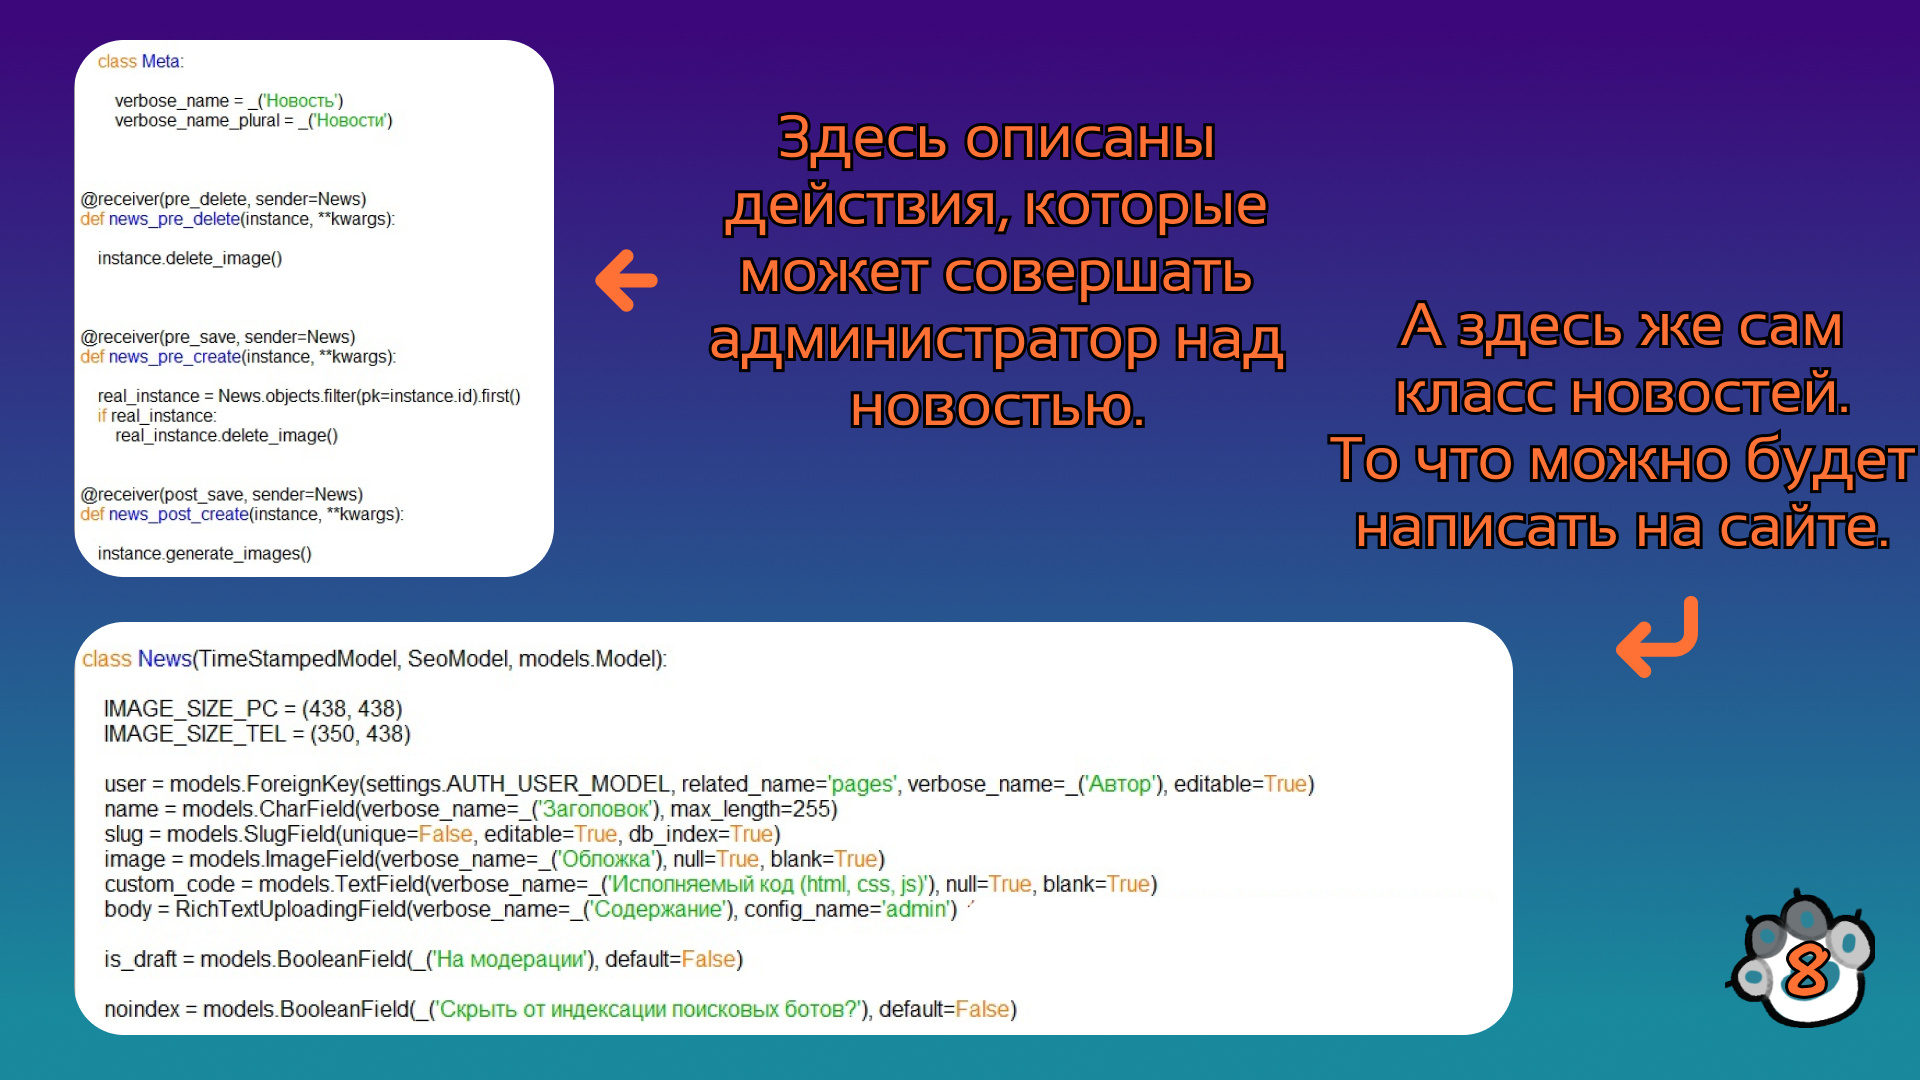 class Meta:
verbose_name = _('Новость')
verbose_name_plural = _('Новости')
@receiver(pre_delete, sender=News)
def news_pre_delete(instance, **kwargs):
instance.delete_image()
@receiver(pre_save, sender=News)
def news_pre_create(instance, **kwargs):
real_instance = News.objects.filter(pk=instance.id).first()
if real_instance:
real_instance.delete_image()
@receiver(post_save, sender=News)
def news_post_create(instance, **kwargs):
instance.generate_images()
Здесь описаны
действия, которые
может совершать
администратор над
новостью.
А здесь же сам
класс новостей.
То что можно будет
написать на сайте.
class News(TimeStampedModel, SeoModel, models.Model):
IMAGE_SIZE_PC = (438, 438)
IMAGE_SIZE_TEL = (350, 438)
user = models.ForeignKey(settings.AUTH_USER_MODEL, related_name='pages', verbose_name=_('Автор'), editable=True)
name = models.CharField(verbose_name=_('Заголовок'), max_length=255)
slug = models.SlugField(unique=False, editable=True, db_index=True)
image = models.ImageField(verbose_name=_('Обложка'), null=True, blank=True)
custom_code = models.TextField(verbose_name=_('Исполняемый код (html, css, js)'), null=True, blank=True)
body = RichTextUploadingField(verbose_name=_('Содержание'), config_name='admin')
is_draft = models.BooleanField(_('На модерации'), default=False)
noindex = models.BooleanField(_('Скрыть от индексации поисковых ботов?'), default=False)
8